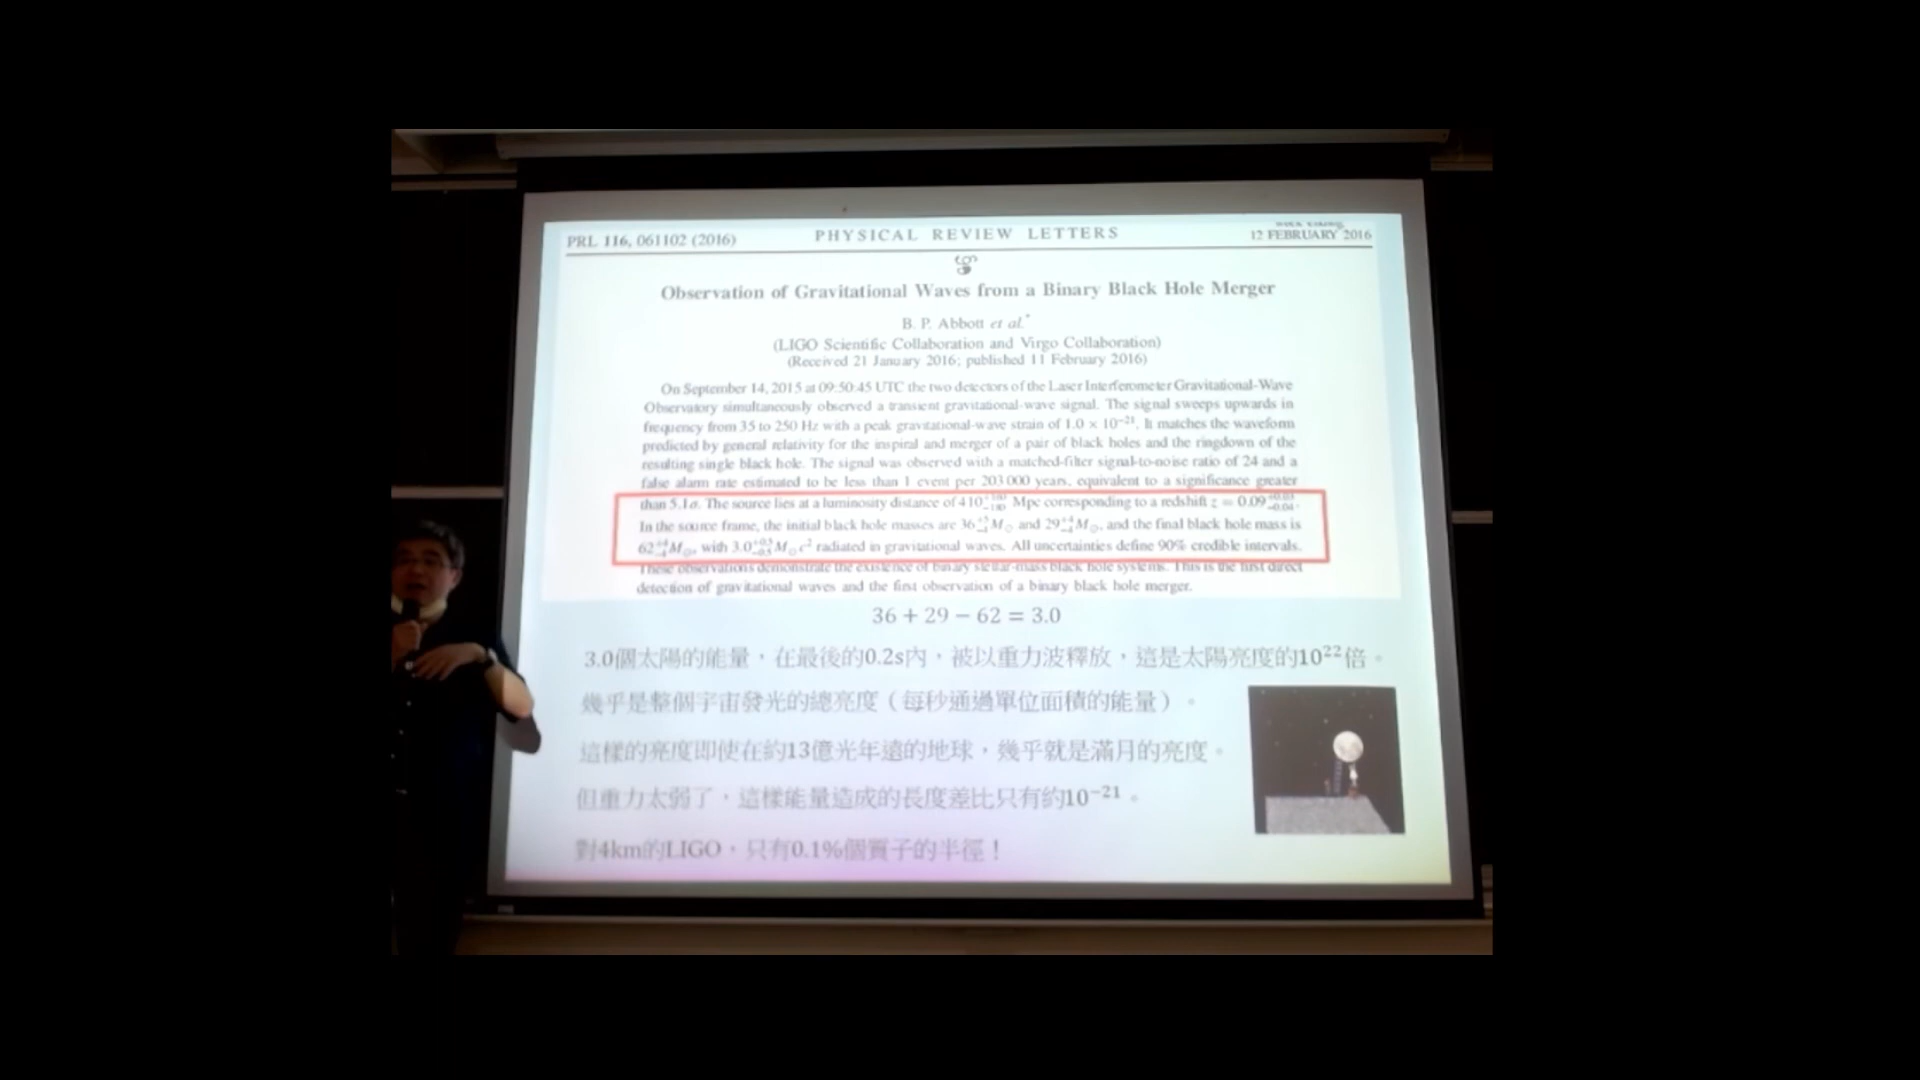 PRL 116, 061102 (2016) PHYSICAL REVIEW LETTERS 12 FEBRUARY 2016
Observation of Gravitational Waves from a Binary Black Hole Merger
B. P. Abbott et al.*
(LIGO Scientific Collaboration and Virgo Collaboration)
(Received 21 January 2016; published 11 February 2016)
On September 14, 2015 at 09:50:45 UTC the two detectors of the Laser Interferometer Gravitational-Wave
Observatory simultaneously observed a transient gravitational-wave signal. The signal sweeps upwards in
frequency from 35 to 250 Hz with a peak gravitational-wave strain of 1.0 × 10⁻²¹. It matches the waveform
predicted by general relativity for the inspiral and merger of a pair of black holes and the ringdown of the
resulting single black hole. The signal was observed with a matched-filter signal-to-noise ratio of 24 and a
false alarm rate estimated to be less than 1 event per 203 000 years, equivalent to a significance greater
than 5.1σ. The source lies at a luminosity distance of 410 Mpc corresponding to a redshift z = 0.09
In the source frame, the initial black hole masses are 36 M⊙ and 29 M⊙, and the final black hole mass is
62 M⊙, with 3.0 M⊙c² radiated in gravitational waves. All uncertainties define 90% credible intervals.
These observations demonstrate the existence of binary stellar-mass black hole systems. This is the first direct
detection of gravitational waves and the first observation of a binary black hole merger.
36 + 29 − 62 = 3.0
3.0個太陽的能量，在最後的0.2s內，被以重力波釋放，這是太陽亮度的10²²倍。
幾乎是整個宇宙發光的總亮度（每秒通過單位面積的能量）。
這樣的亮度即使在約13億光年遠的地球，幾乎就是滿月的亮度。
但重力太弱了，這樣能量造成的長度差比只有約10⁻²¹。
對4km的LIGO，只有0.1%個質子的半徑！